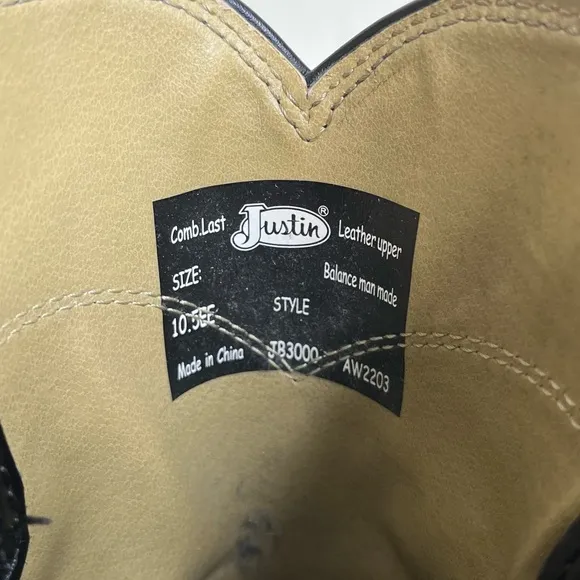 Comb.Last Justin® Leather upper
SIZE: Balance man made
STYLE
10.5EE JB3000 AW2203
Made in China